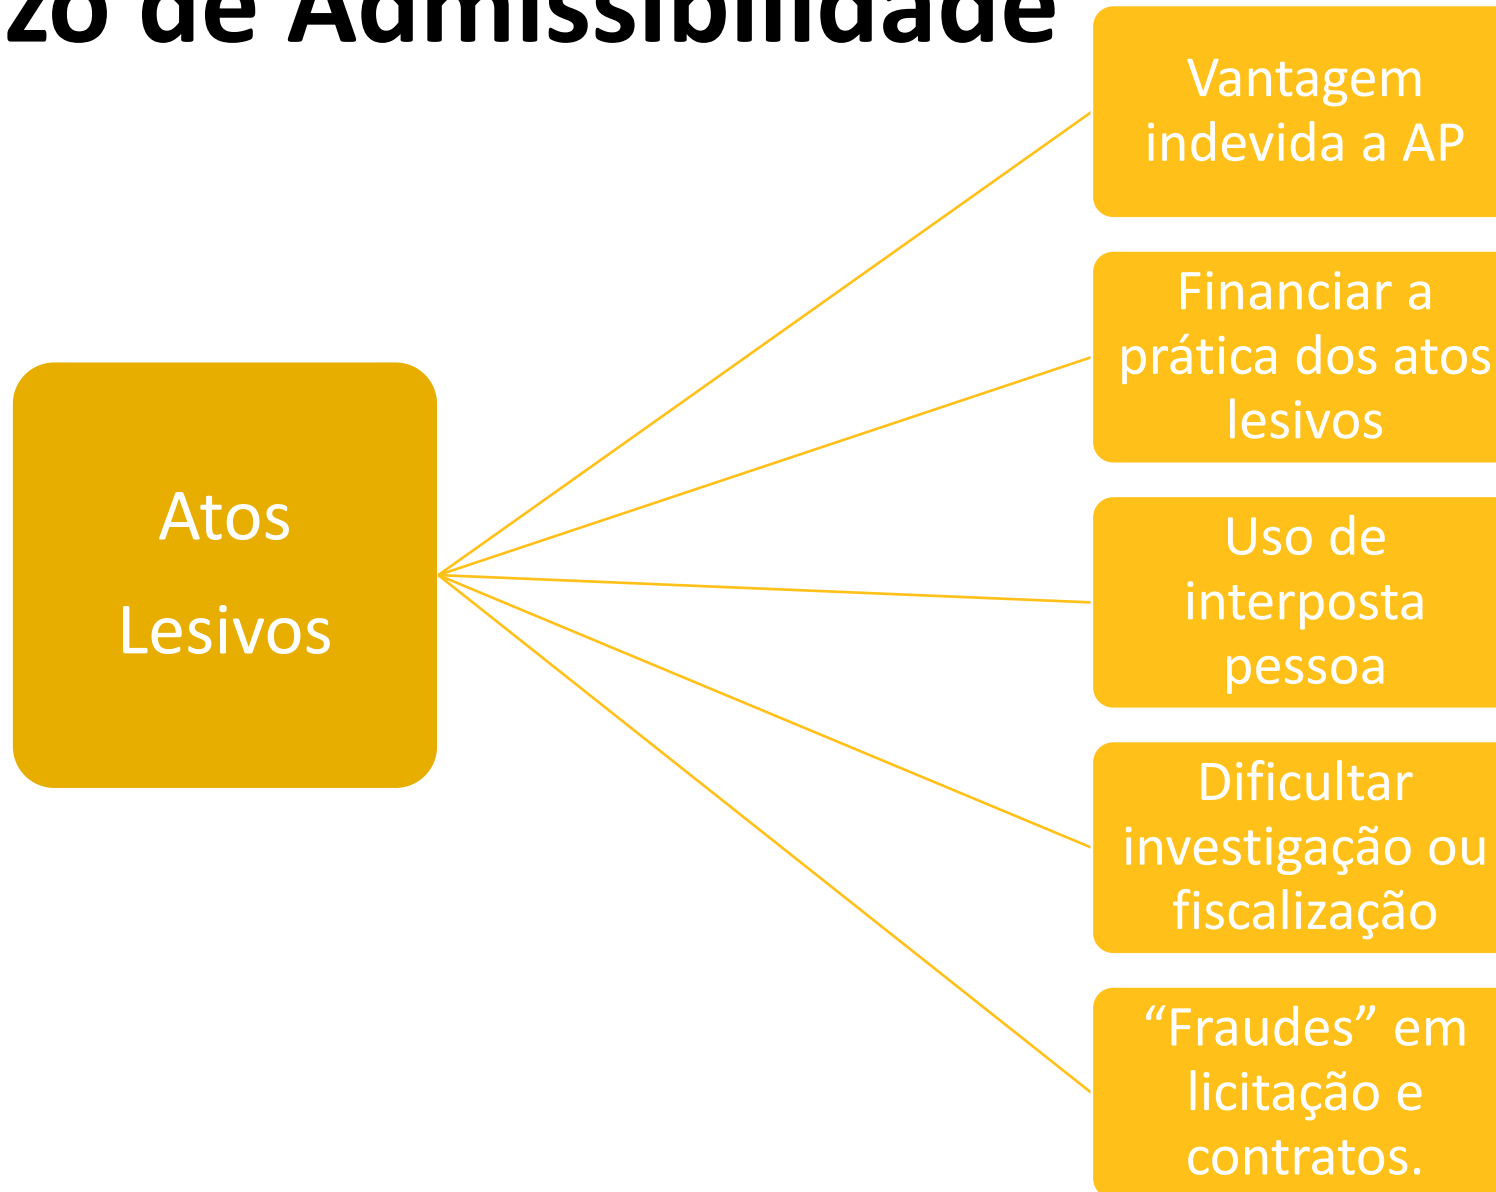 zo de Admissibilidade
Vantagem
indevida a AP
Financiar a
prática dos atos
lesivos
Atos
Lesivos
Uso de
interposta
pessoa
Dificultar
investigação ou
fiscalização
“Fraudes” em
licitação e
contratos.